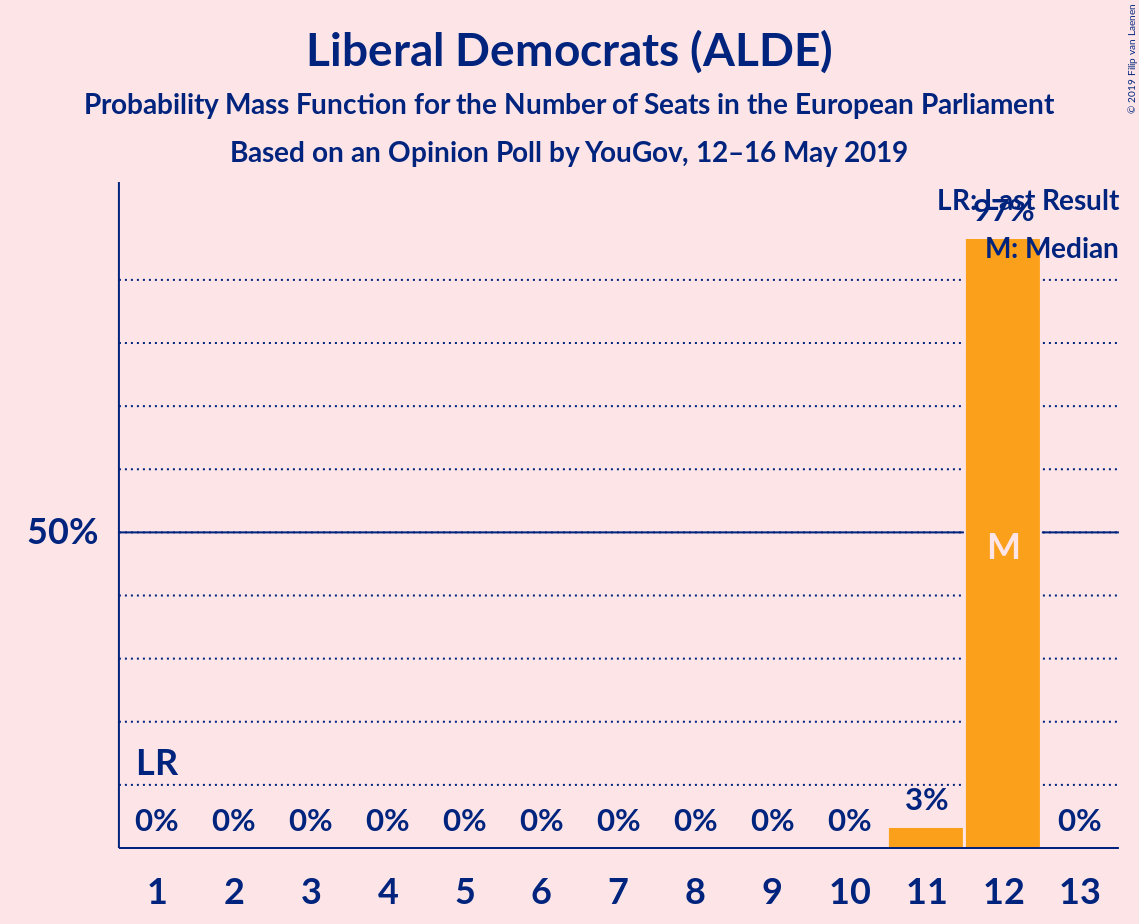 Liberal Democrats (ALDE)
Probability Mass Function for the Number of Seats in the European Parliament
Based on an Opinion Poll by YouGov, 12–16 May 2019
© 2019 Filip van Laenen
LR: Last Result
97%
M: Median
50%
M
LR
3%
0% 0% 0% 0% 0% 0% 0% 0% 0% 0% 0%
1 2 3 4 5 6 7 8 9 10 11 12 13